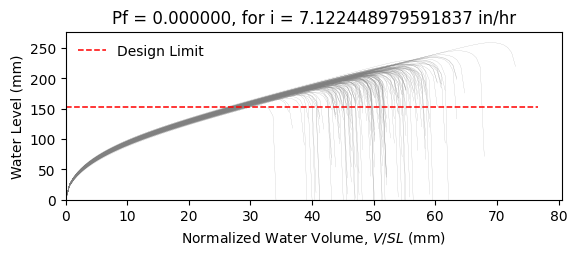 Pf = 0.000000, for i = 7.122448979591837 in/hr
Water Level (mm)
250
200
150
100
50
0
Design Limit
0 10 20 30 40 50 60 70 80
Normalized Water Volume, V/SL (mm)